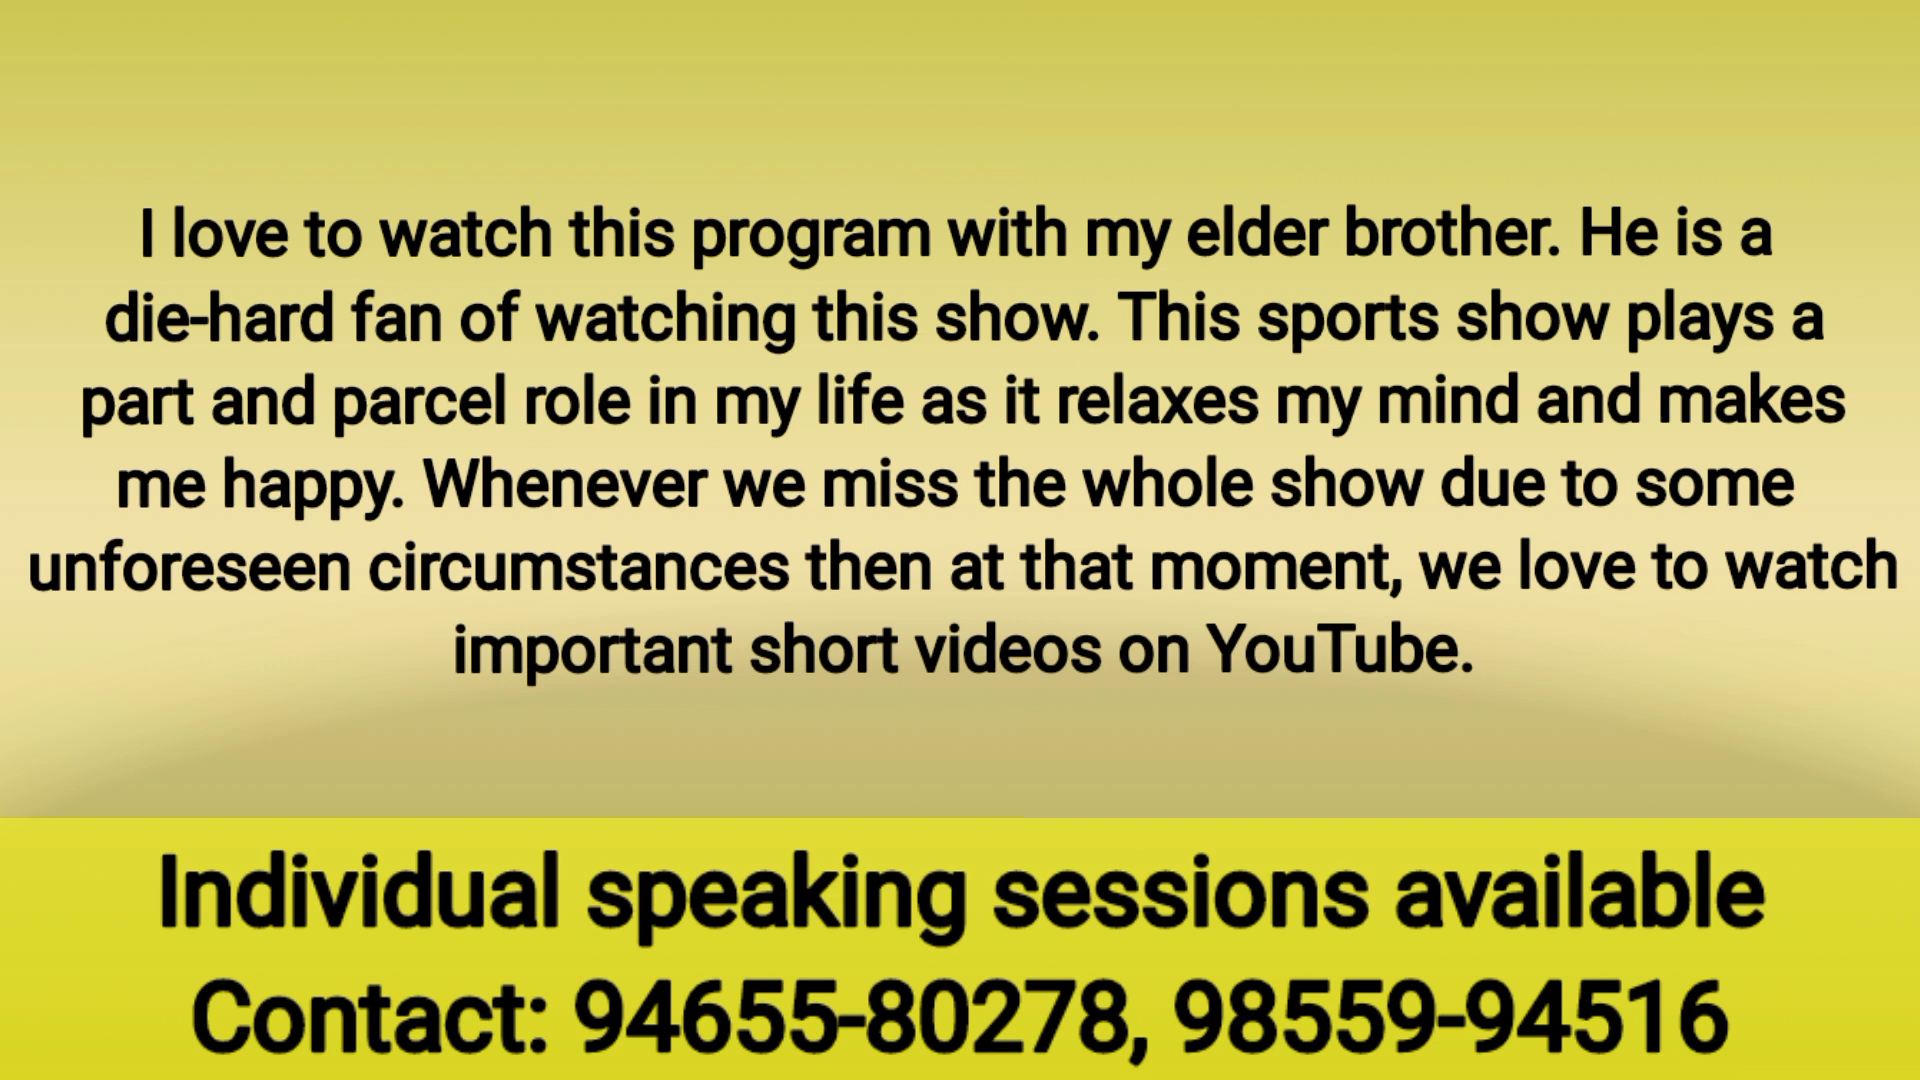 I love to watch this program with my elder brother. He is a
die-hard fan of watching this show. This sports show plays a
part and parcel role in my life as it relaxes my mind and makes
me happy. Whenever we miss the whole show due to some
unforeseen circumstances then at that moment, we love to watch
important short videos on YouTube.
Individual speaking sessions available
Contact: 94655-80278, 98559-94516